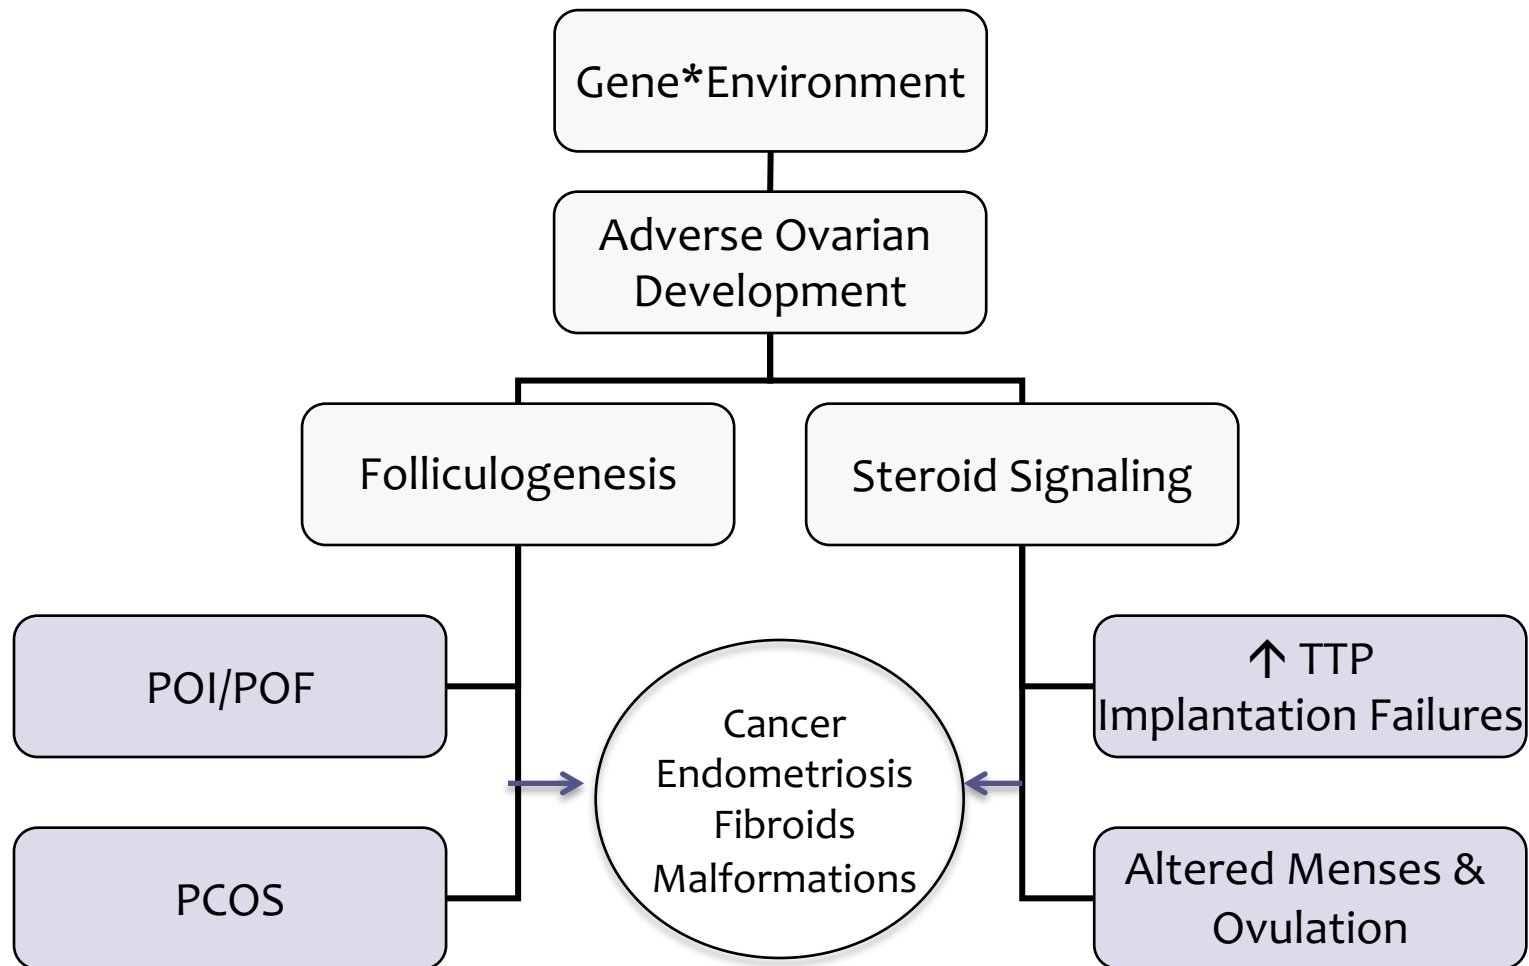 Gene*Environment
Adverse Ovarian
Development
Folliculogenesis
Steroid Signaling
POI/POF
PCOS
Cancer
Endometriosis
Fibroids
Malformations
↑ TTP
Implantation Failures
Altered Menses &
Ovulation